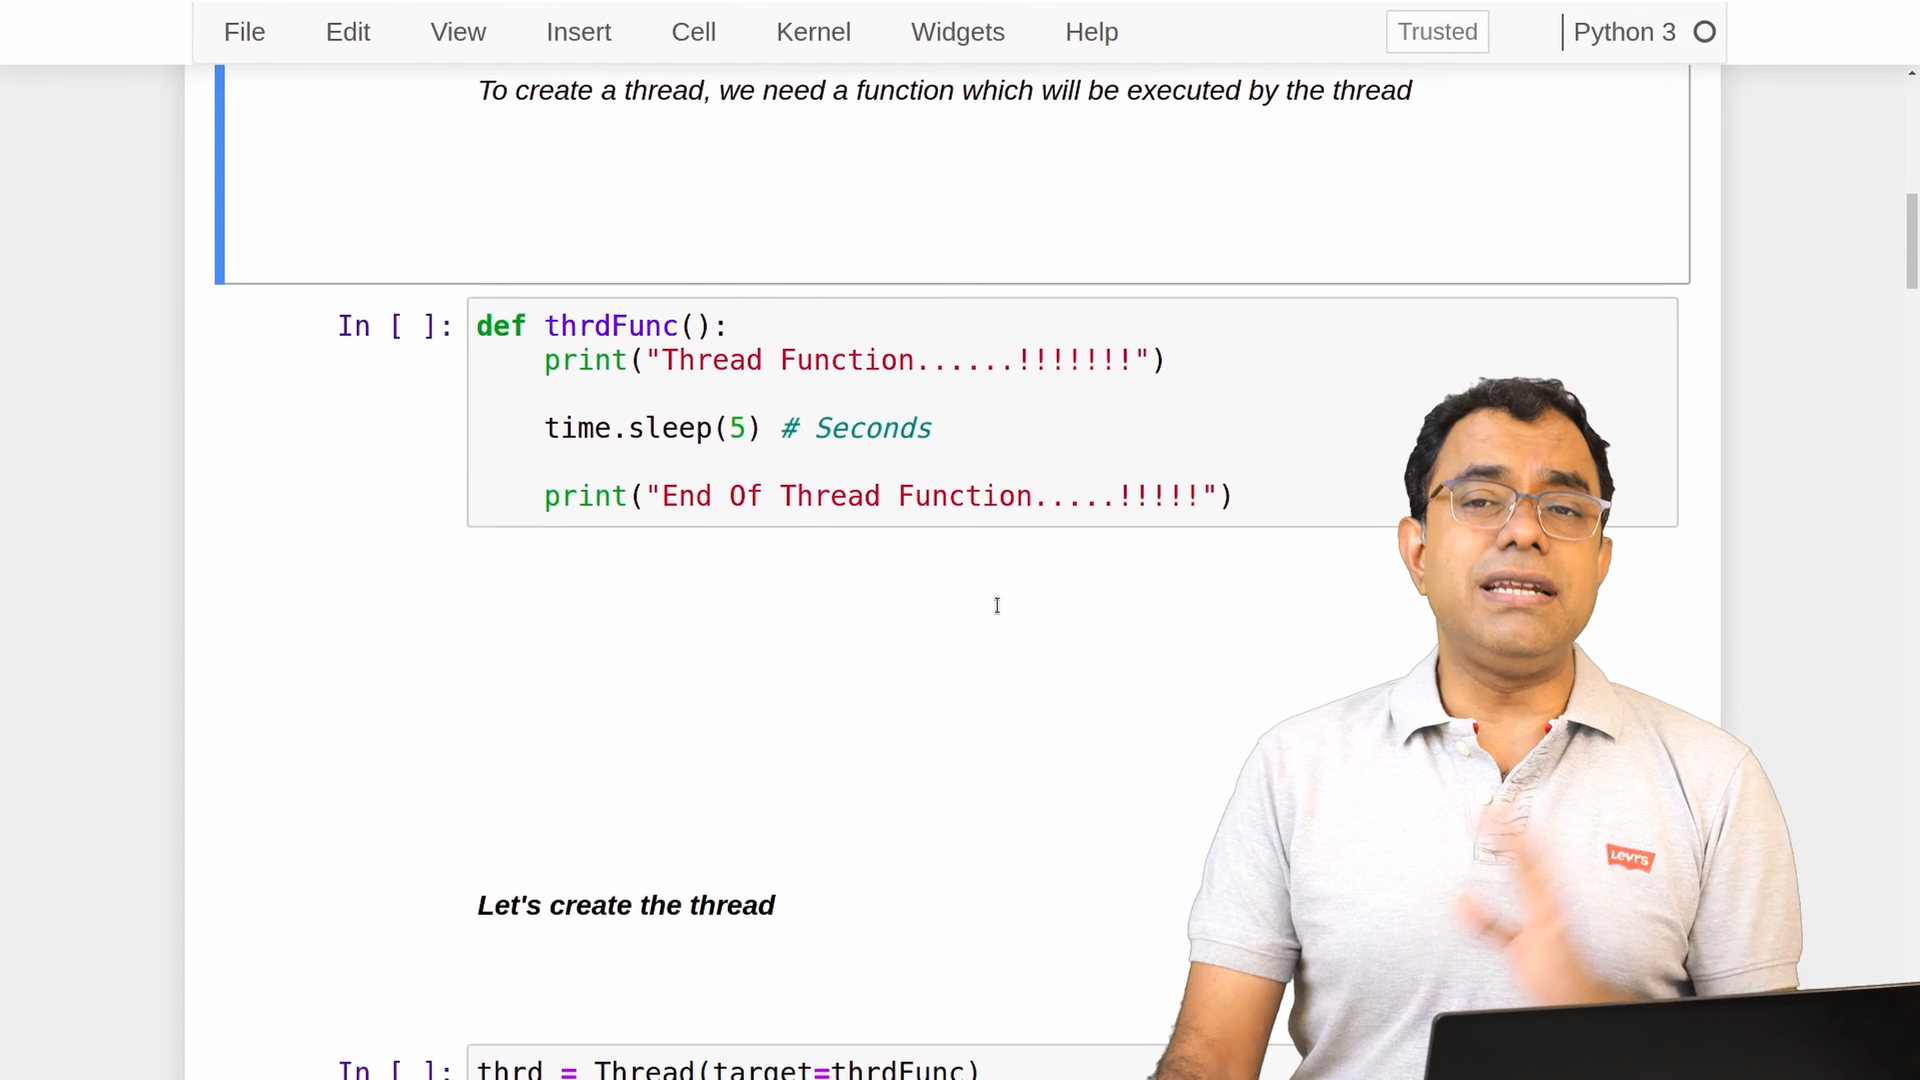 File Edit View Insert Cell Kernel Widgets Help Trusted Python 3
To create a thread, we need a function which will be executed by the thread
In [ ]: def thrdFunc():
print("Thread Function......!!!!!!!")
time.sleep(5) # Seconds
print("End Of Thread Function.....!!!!!")
Let's create the thread
Levi's
In [ ]: thrd = Thread(target=thrdFunc)